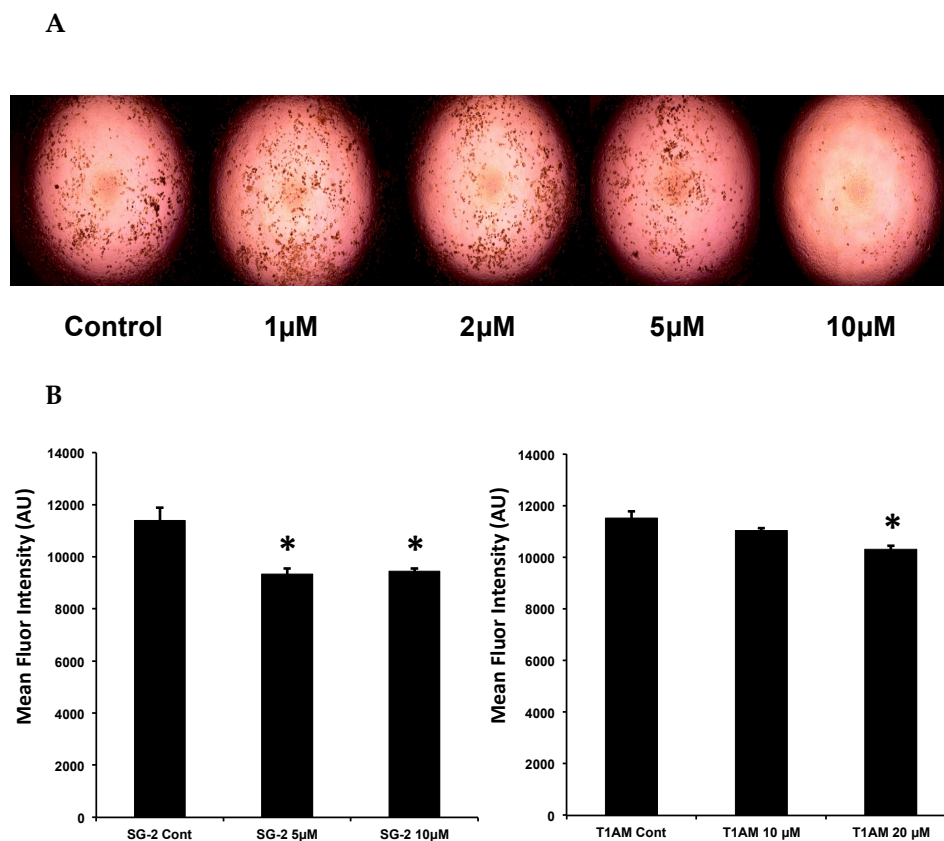 A
Control 1µM 2µM 5µM 10µM
B
Mean Fluor Intensity (AU)
14000
12000
10000
8000
6000
4000
2000
0
* *
SG-2 Cont SG-2 5µM SG-2 10µM
Mean Fluor Intensity (AU)
14000
12000
10000
8000
6000
4000
2000
0
*
T1AM Cont T1AM 10 µM T1AM 20 µM